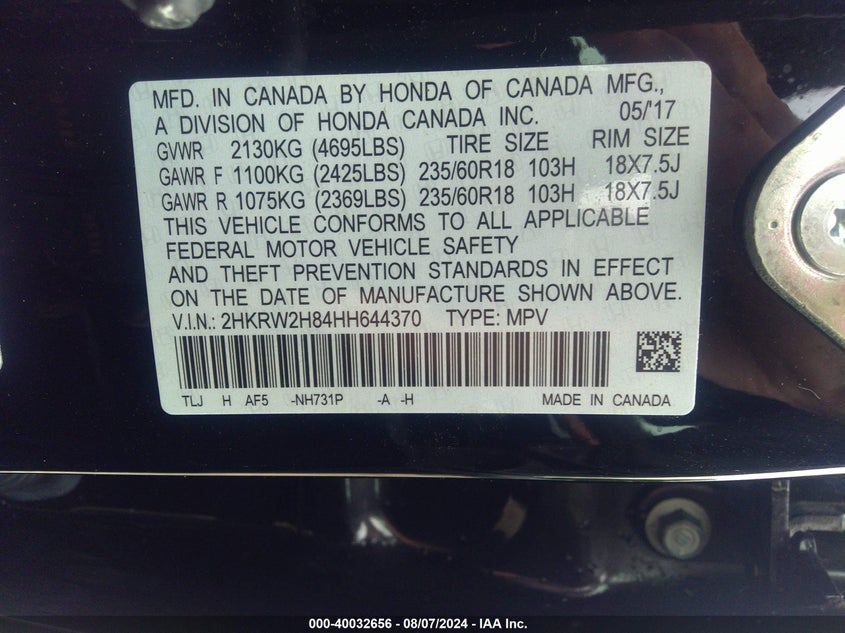 MFD. IN CANADA BY HONDA OF CANADA MFG.,
A DIVISION OF HONDA CANADA INC. 05/'17
GVWR 2130KG (4695LBS) TIRE SIZE RIM SIZE
GAWR F 1100KG (2425LBS) 235/60R18 103H 18X7.5J
GAWR R 1075KG (2369LBS) 235/60R18 103H 18X7.5J
THIS VEHICLE CONFORMS TO ALL APPLICABLE
FEDERAL MOTOR VEHICLE SAFETY
AND THEFT PREVENTION STANDARDS IN EFFECT
ON THE DATE OF MANUFACTURE SHOWN ABOVE.
V.I.N.: 2HKRW2H84HH644370 TYPE: MPV
TLJ H AF5 -NH731P -A -H MADE IN CANADA
000-40032656 - 08/07/2024 - IAA Inc.